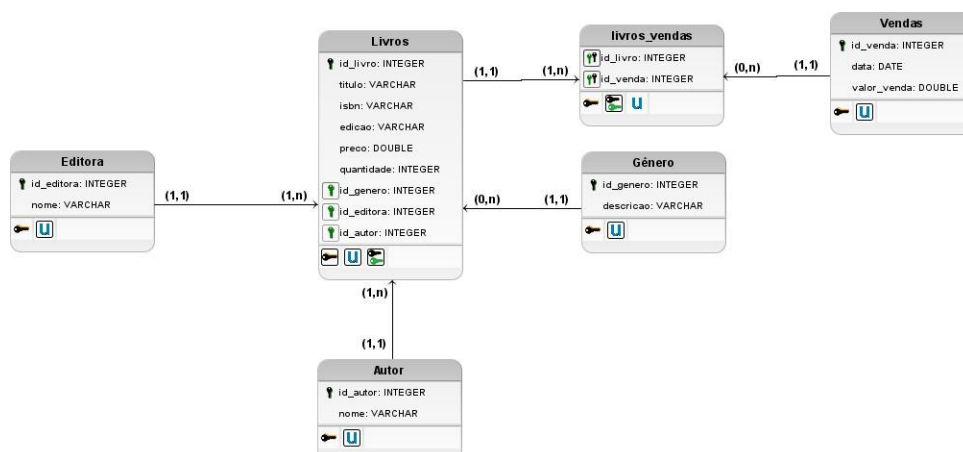 Livros
id_livro: INTEGER
titulo: VARCHAR
isbn: VARCHAR
edicao: VARCHAR
preco: DOUBLE
quantidade: INTEGER
id_genero: INTEGER
id_editora: INTEGER
id_autor: INTEGER
U
(1,1)
(1,n)
livros_vendas
id_livro: INTEGER
id_venda: INTEGER
U
(0,n)
(1,1)
Vendas
id_venda: INTEGER
data: DATE
valor_venda: DOUBLE
U
Editora
id_editora: INTEGER
nome: VARCHAR
U
(1,1)
(1,n)
Género
id_genero: INTEGER
descricao: VARCHAR
U
(0,n)
(1,1)
(1,n)
(1,1)
Autor
id_autor: INTEGER
nome: VARCHAR
U